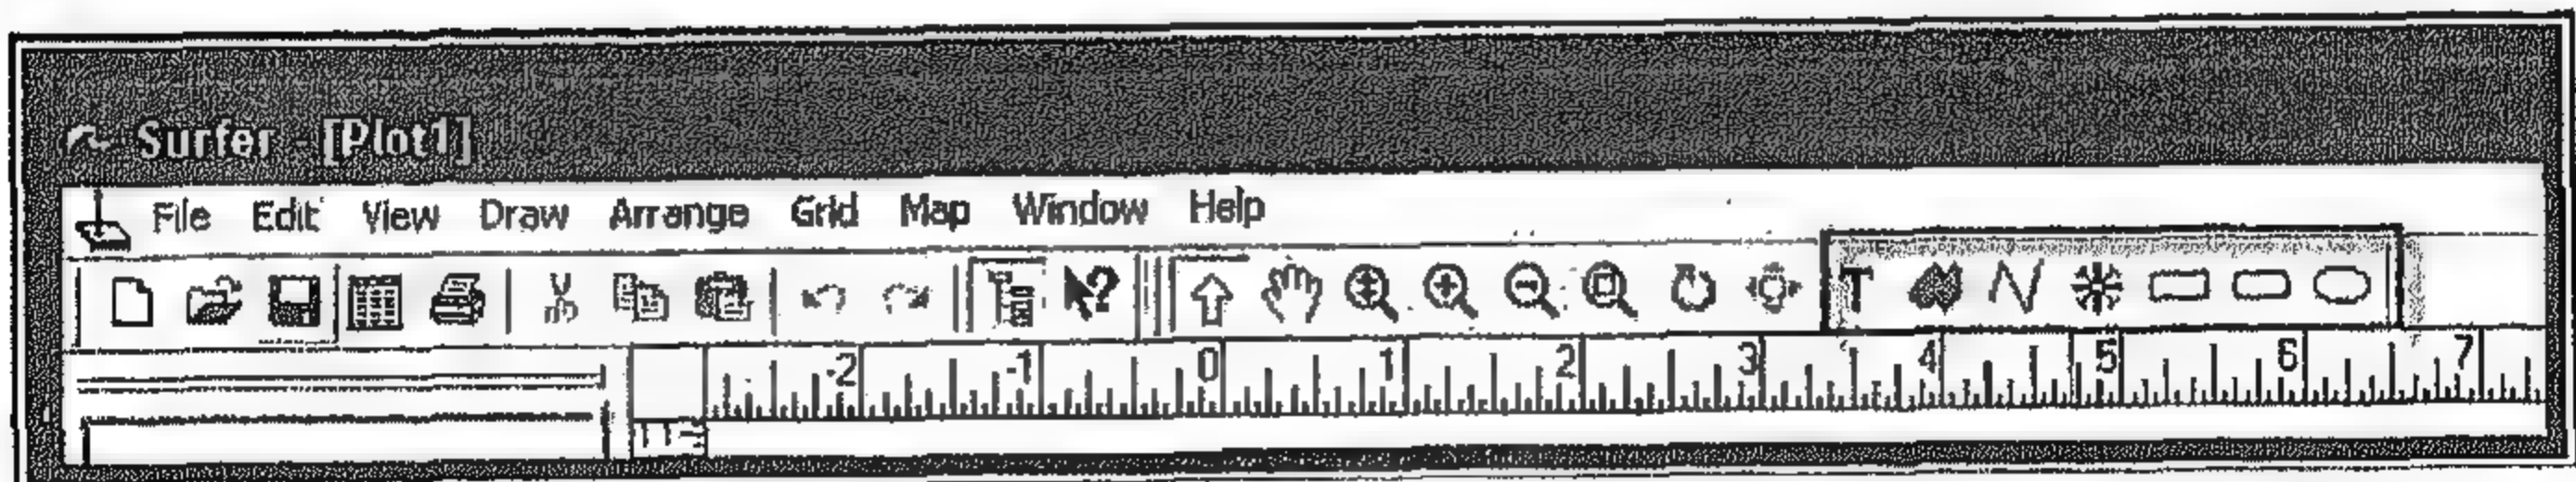 Surfer - [Plot1]
File Edit View Draw Arrange Grid Map Window Help
T
-2 -1 0 1 2 3 4 5 6 7